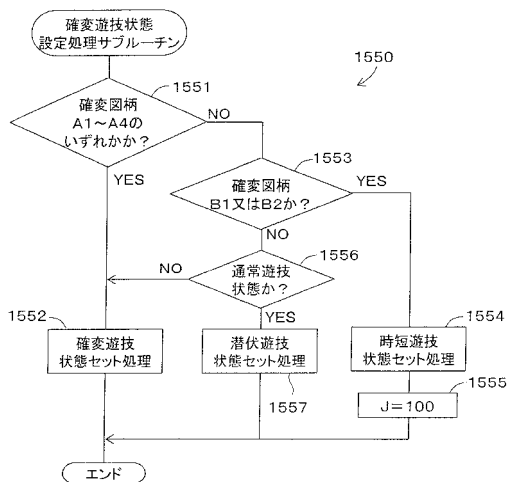 確変遊技状態
設定処理サブルーチン
1550
1551
確変図柄
A1～A4の
いずれかか？
NO
YES
1553
確変図柄
B1又はB2か？
YES
NO
1556
通常遊技
状態か？
NO
YES
1552
確変遊技
状態セット処理
潜伏遊技
状態セット処理
1557
1554
時短遊技
状態セット処理
1555
J＝100
エンド